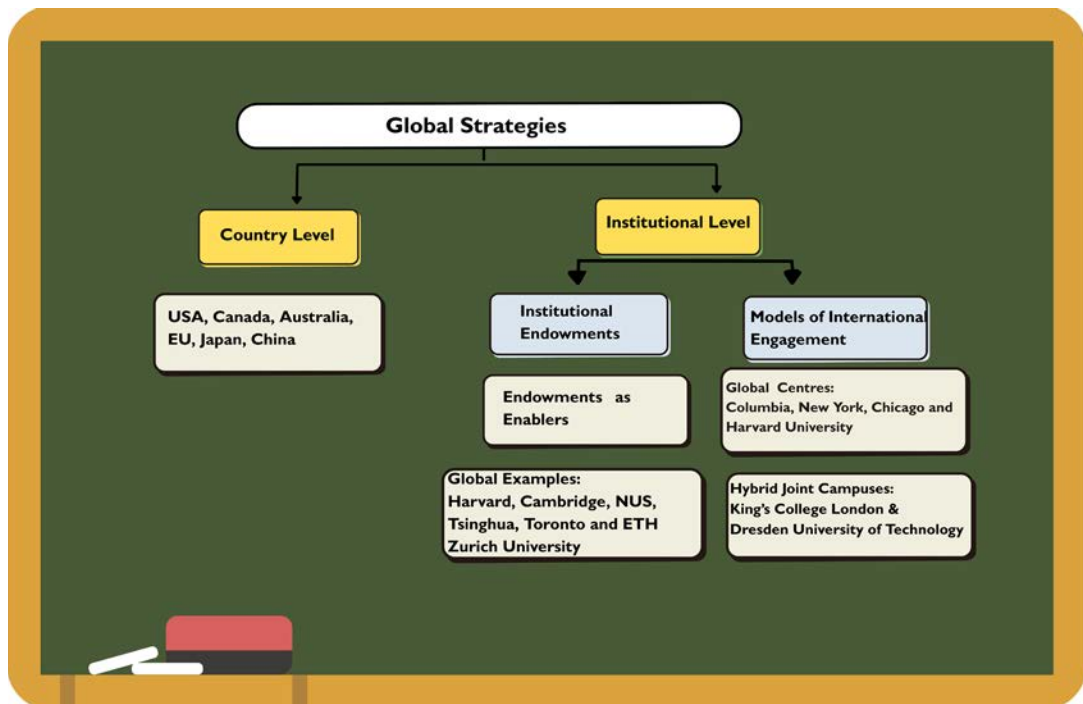 Global Strategies
Country Level
USA, Canada, Australia,
EU, Japan, China
Institutional Level
Institutional
Endowments
Endowments as
Enablers
Global Examples:
Harvard, Cambridge, NUS,
Tsinghua, Toronto and ETH
Zurich University
Models of International
Engagement
Global Centres:
Columbia, New York, Chicago and
Harvard University
Hybrid Joint Campuses:
King's College London &
Dresden University of Technology